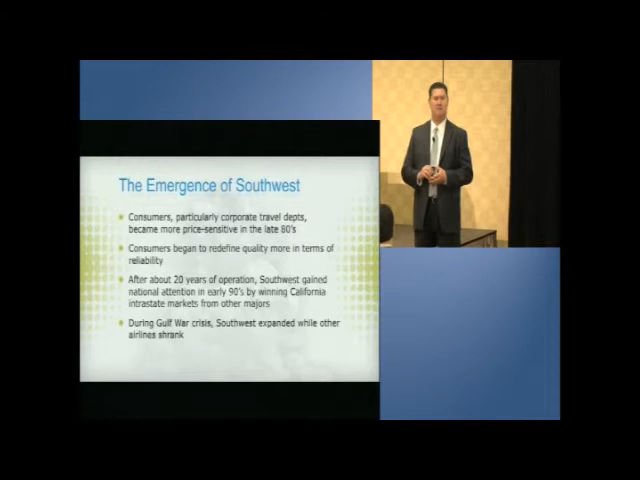 The Emergence of Southwest
Consumers, particularly corporate travel depts,
became more price-sensitive in the late 80's
Consumers began to redefine quality more in terms of
reliability
After about 20 years of operation, Southwest gained
national attention in early 90's by winning California
intrastate markets from other majors
During Gulf War crisis, Southwest expanded while other
airlines shrank